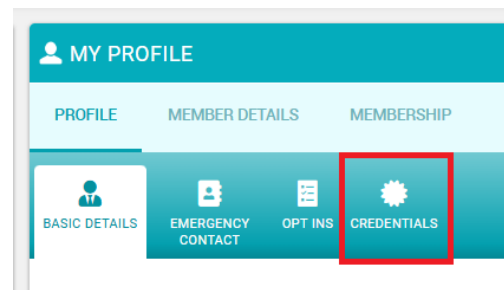 MY PROFILE
PROFILE MEMBER DETAILS MEMBERSHIP
BASIC DETAILS
EMERGENCY CONTACT
OPT INS
CREDENTIALS